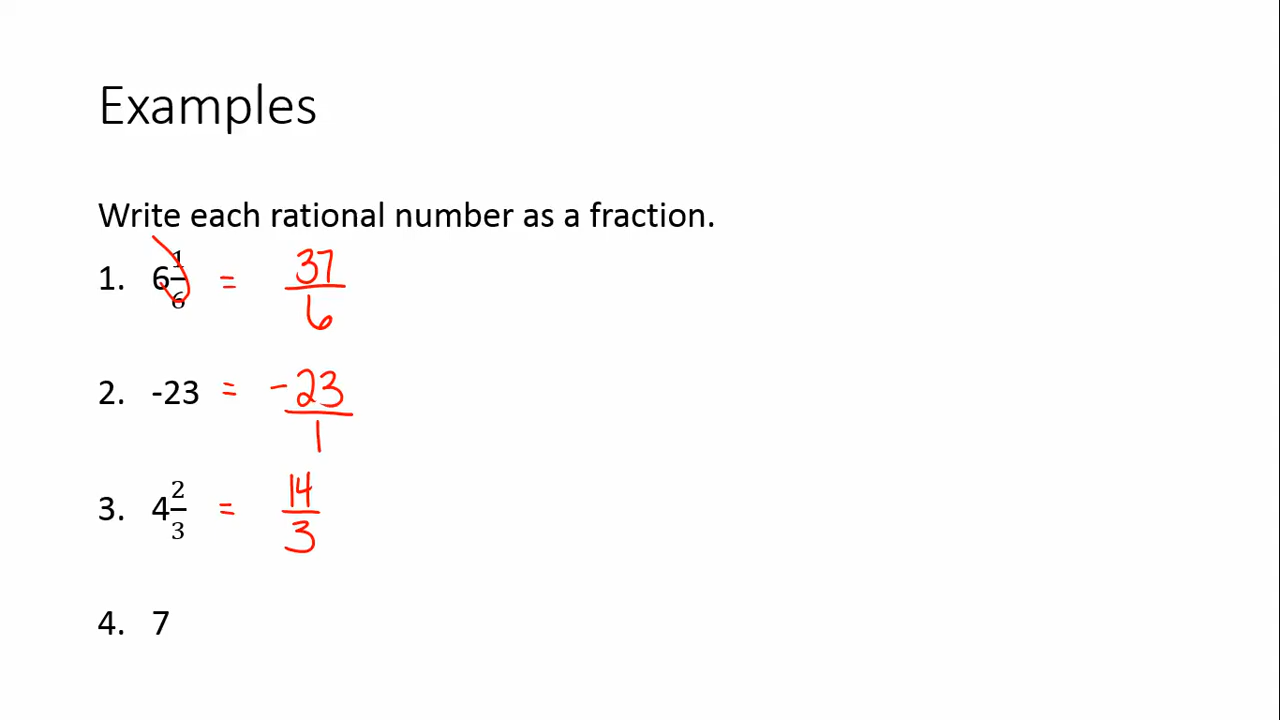 Examples
Write each rational number as a fraction.
1. 6 1/6 = 37/6
2. -23 = -23/1
3. 4 2/3 = 14/3
4. 7